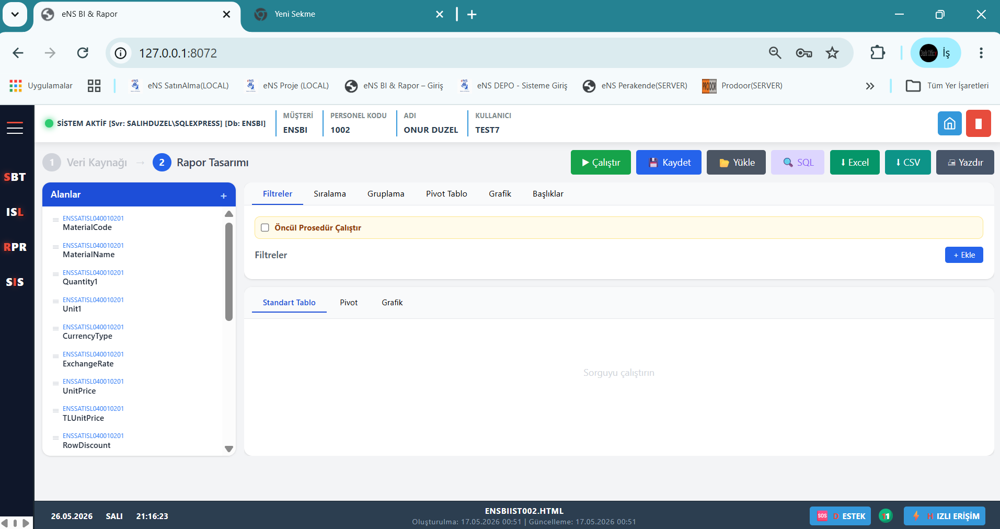 eNS BI & Rapor
Yeni Sekme
127.0.0.1:8072
İş
Uygulamalar
eNS SatınAlma(LOCAL)
eNS Proje (LOCAL)
eNS BI & Rapor – Giriş
eNS DEPO - Sisteme Giriş
eNS Perakende(SERVER)
Prodoor(SERVER)
Tüm Yer İşaretleri
SİSTEM AKTİF [Svr: SALIHDUZEL\SQLEXPRESS] [Db: ENSBI]
MÜŞTERİ
ENSBI
PERSONEL KODU
1002
ADI
ONUR DUZEL
KULLANICI
TEST7
SBT
ISL
RPR
SIS
1 Veri Kaynağı → 2 Rapor Tasarımı
Çalıştır
Kaydet
Yükle
SQL
Excel
CSV
Yazdır
Alanlar +
ENSSATISL040010201
MaterialCode
ENSSATISL040010201
MaterialName
ENSSATISL040010201
Quantity1
ENSSATISL040010201
Unit1
ENSSATISL040010201
CurrencyType
ENSSATISL040010201
ExchangeRate
ENSSATISL040010201
UnitPrice
ENSSATISL040010201
TLUnitPrice
ENSSATISL040010201
RowDiscount
Filtreler Sıralama Gruplama Pivot Tablo Grafik Başlıklar
Öncül Prosedür Çalıştır
Filtreler
+ Ekle
Standart Tablo Pivot Grafik
Sorguyu çalıştırın
26.05.2026 SALI 21:16:23
ENSBIIST002.HTML
Oluşturulma: 17.05.2026 00:51 | Güncelleme: 17.05.2026 00:51
SOS D ESTEK
11
H IZLI ERİŞİM